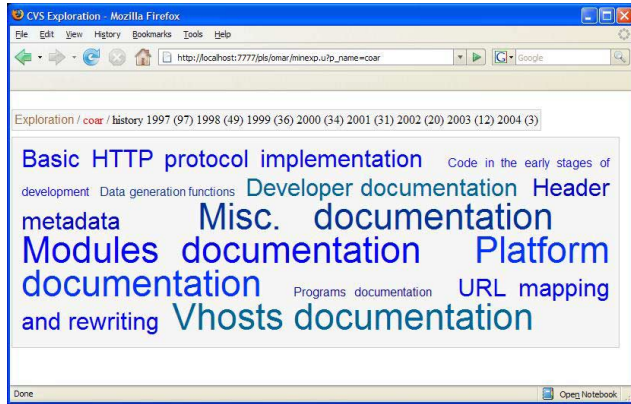 CVS Exploration - Mozilla Firefox
File Edit View History Bookmarks Tools Help
http://localhost:7777/pls/omar/minexp.u?p_name=coar
G Google
Exploration / coar / history 1997 (97) 1998 (49) 1999 (36) 2000 (34) 2001 (31) 2002 (20) 2003 (12) 2004 (3)
Basic HTTP protocol implementation Code in the early stages of
development Data generation functions Developer documentation Header
metadata Misc. documentation
Modules documentation Platform
documentation Programs documentation URL mapping
and rewriting Vhosts documentation
Done Open Notebook